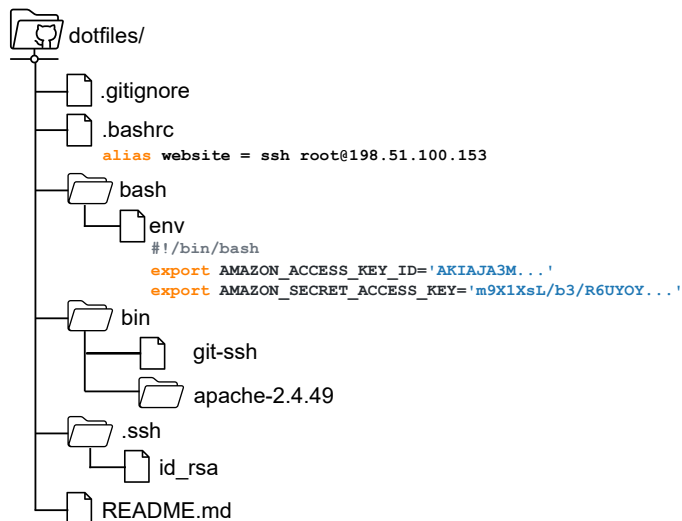 dotfiles/
.gitignore
.bashrc
alias website = ssh root@198.51.100.153
bash
env
#!/bin/bash
export AMAZON_ACCESS_KEY_ID='AKIAJA3M...'
export AMAZON_SECRET_ACCESS_KEY='m9X1XsL/b3/R6UYOY...'
bin
git-ssh
apache-2.4.49
.ssh
id_rsa
README.md